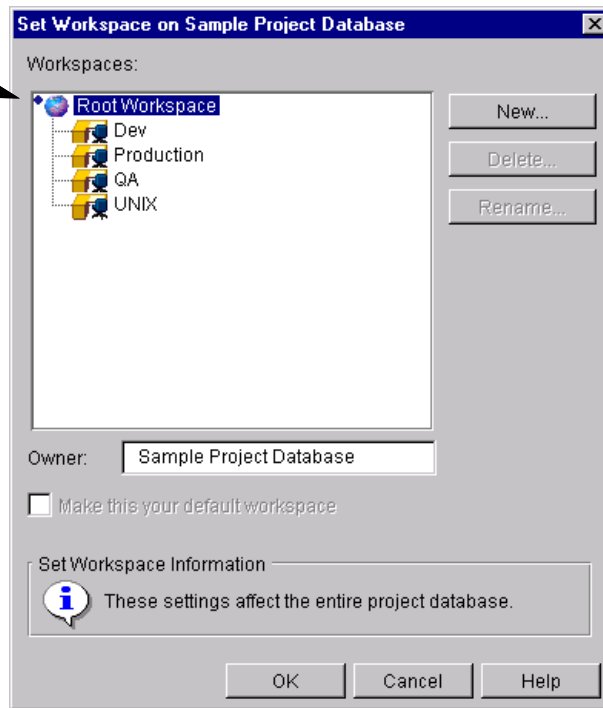 Set Workspace on Sample Project Database
Workspaces:
Root Workspace
Dev
Production
QA
UNIX
New...
Delete...
Rename...
Owner: Sample Project Database
Make this your default workspace
Set Workspace Information
These settings affect the entire project database.
OK Cancel Help